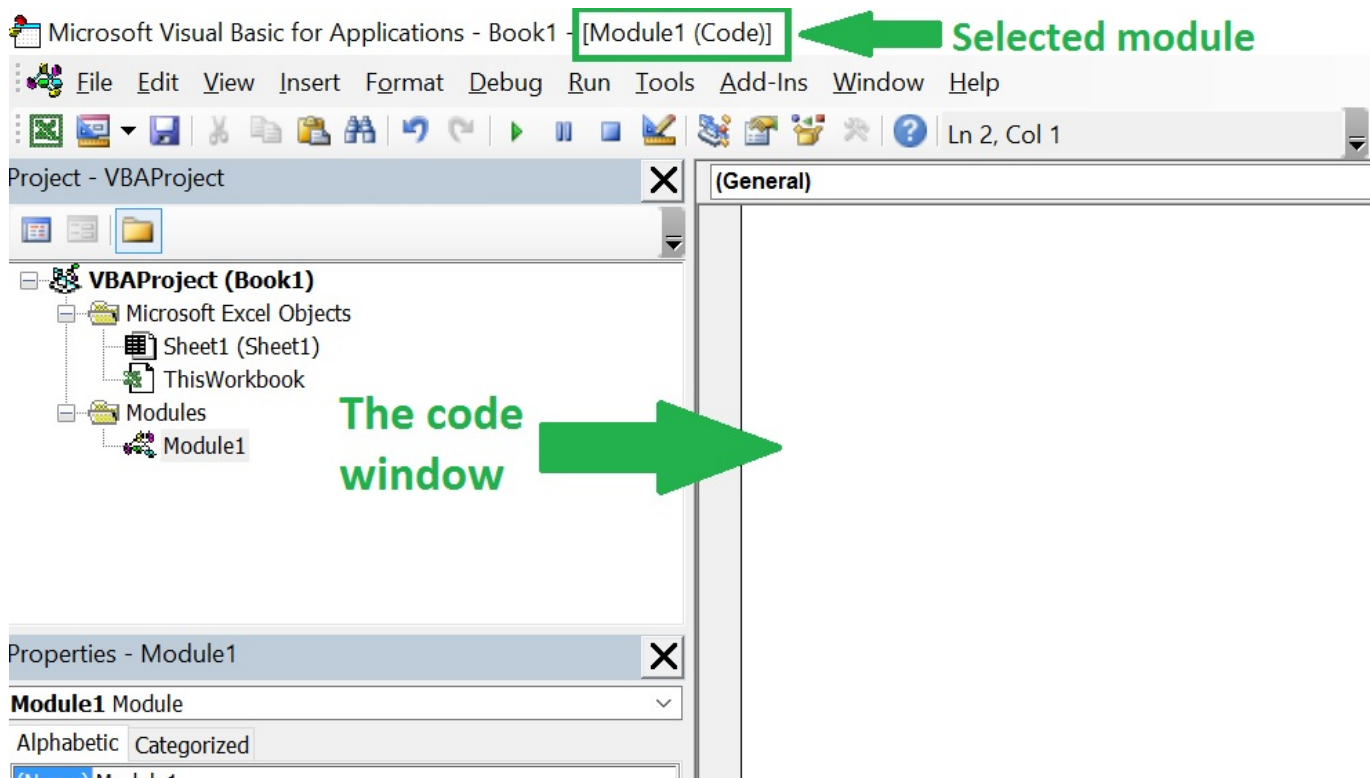 Microsoft Visual Basic for Applications - Book1 - [Module1 (Code)]
Selected module
File Edit View Insert Format Debug Run Tools Add-Ins Window Help
Ln 2, Col 1
Project - VBAProject
(General)
VBAProject (Book1)
Microsoft Excel Objects
Sheet1 (Sheet1)
ThisWorkbook
Modules
Module1
The code
window
Properties - Module1
Module1 Module
Alphabetic Categorized
(Name) Module1